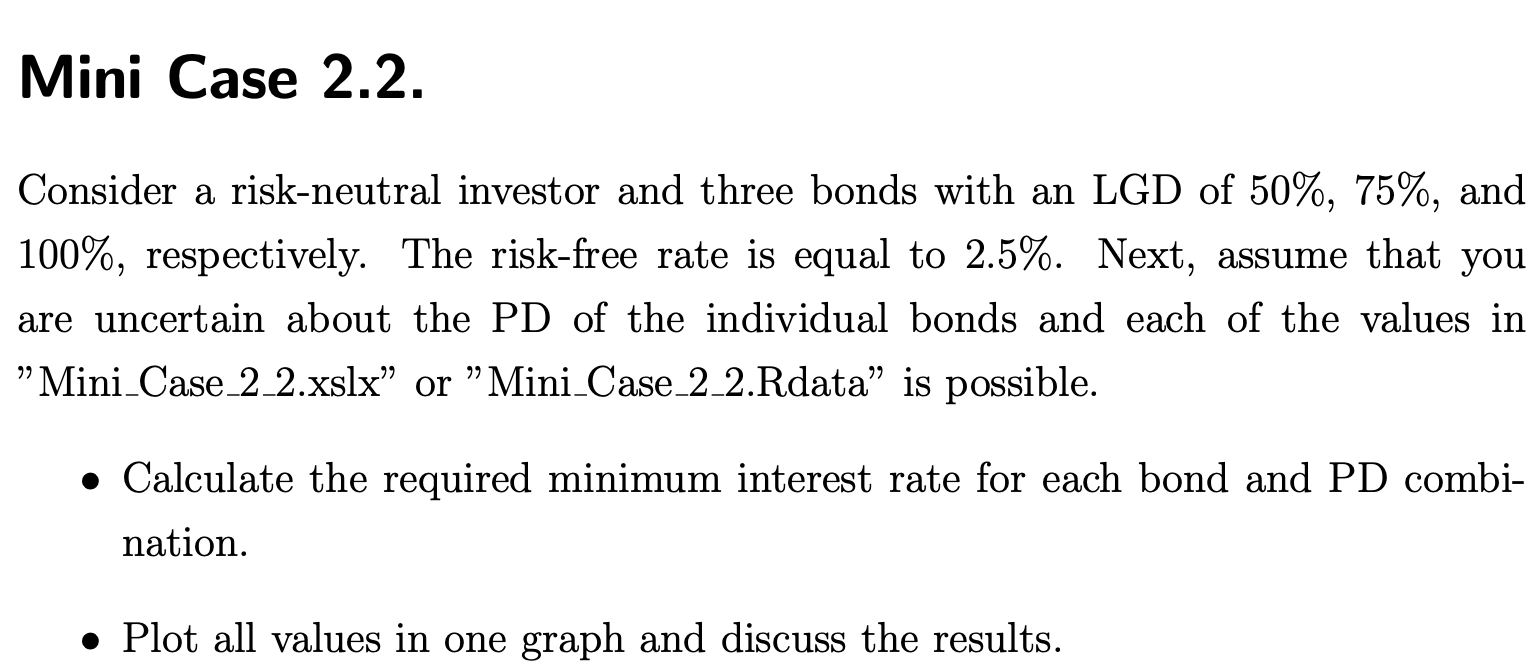 Mini Case 2.2.
Consider a risk-neutral investor and three bonds with an LGD of 50%, 75%, and
100%, respectively. The risk-free rate is equal to 2.5%. Next, assume that you
are uncertain about the PD of the individual bonds and each of the values in
”Mini_Case_2_2.xslx” or ”Mini_Case_2_2.Rdata” is possible.
• Calculate the required minimum interest rate for each bond and PD combi-
nation.
• Plot all values in one graph and discuss the results.